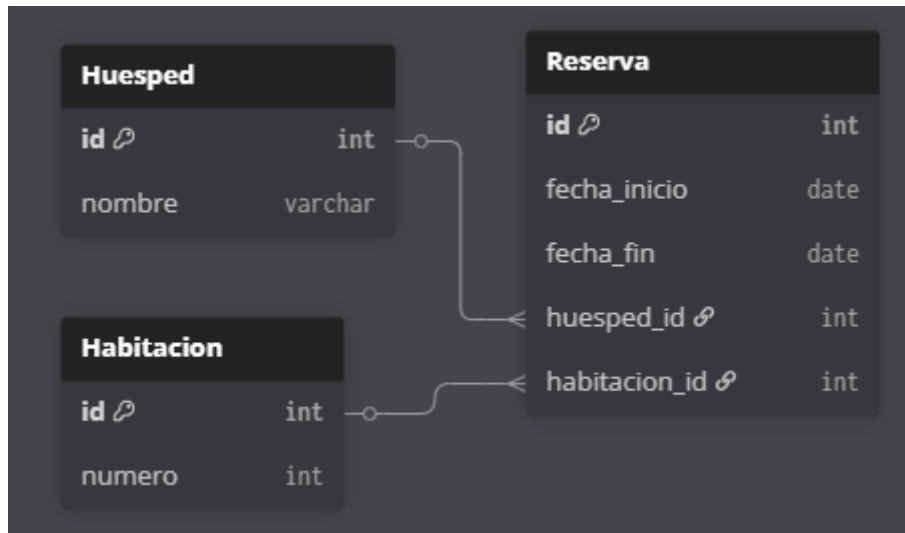 Huesped
id int
nombre varchar
Habitacion
id int
numero int
Reserva
id int
fecha_inicio date
fecha_fin date
huesped_id int
habitacion_id int